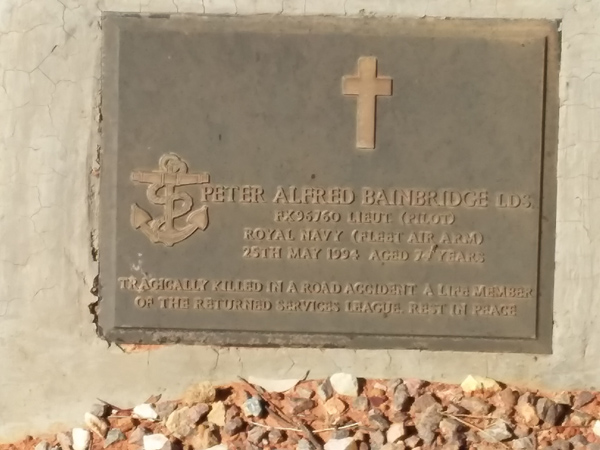 PETER ALFRED BAINBRIDGE LDS
FX95760 LIEUT (PILOT)
ROYAL NAVY (FLEET AIR ARM)
25TH MAY 1994 AGED YEARS
TRAGICALLY KILLED IN A ROAD ACCIDENT A LIFE MEMBER
OF THE RETURNED SERVICES LEAGUE. REST IN PEACE